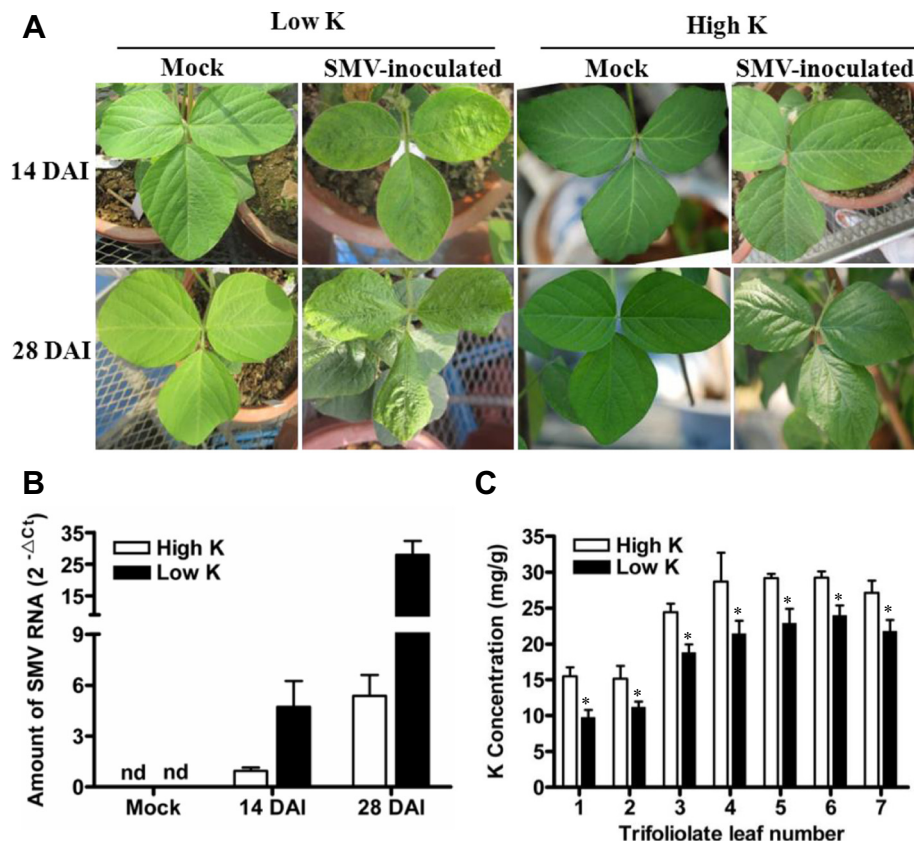 A
Low K
High K
Mock
SMV-inoculated
Mock
SMV-inoculated
14 DAI
28 DAI
B
Amount of SMV RNA (2 -△Ct)
35
25
15
9
6
3
0
High K
Low K
nd nd
Mock
14 DAI
28 DAI
C
K Concentration (mg/g)
35
30
25
20
15
10
5
0
High K
Low K
* * * * * * *
1 2 3 4 5 6 7
Trifoliolate leaf number